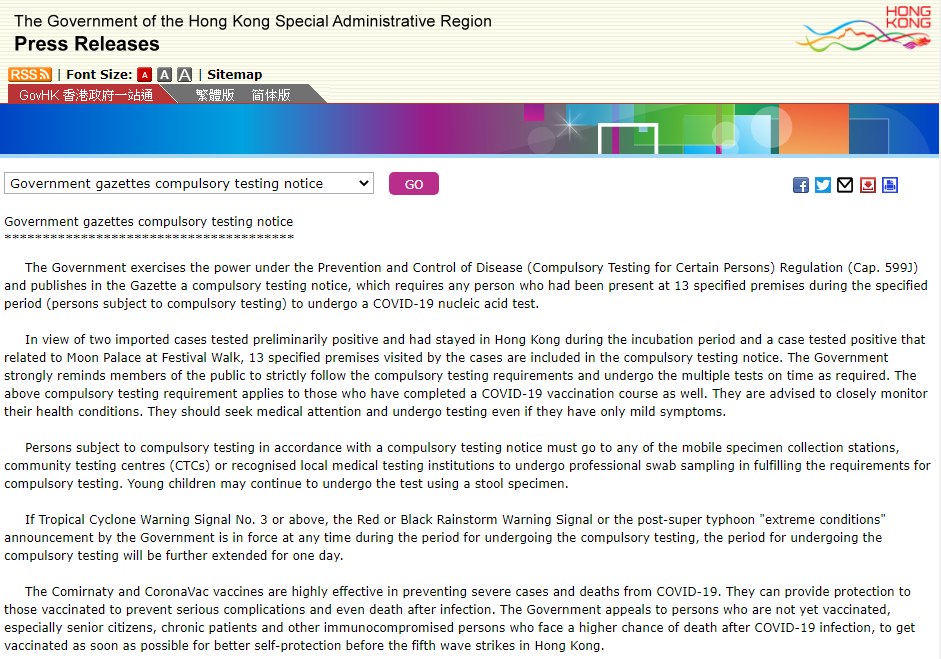 The Government of the Hong Kong Special Administrative Region
Press Releases
HONG
KONG
RSS | Font Size: A A A | Sitemap
GovHK 香港政府一站通 繁體版 简体版
Government gazettes compulsory testing notice GO
Government gazettes compulsory testing notice
**************************************
The Government exercises the power under the Prevention and Control of Disease (Compulsory Testing for Certain Persons) Regulation (Cap. 599J)
and publishes in the Gazette a compulsory testing notice, which requires any person who had been present at 13 specified premises during the specified
period (persons subject to compulsory testing) to undergo a COVID-19 nucleic acid test.
In view of two imported cases tested preliminarily positive and had stayed in Hong Kong during the incubation period and a case tested positive that
related to Moon Palace at Festival Walk, 13 specified premises visited by the cases are included in the compulsory testing notice. The Government
strongly reminds members of the public to strictly follow the compulsory testing requirements and undergo the multiple tests on time as required. The
above compulsory testing requirement applies to those who have completed a COVID-19 vaccination course as well. They are advised to closely monitor
their health conditions. They should seek medical attention and undergo testing even if they have only mild symptoms.
Persons subject to compulsory testing in accordance with a compulsory testing notice must go to any of the mobile specimen collection stations,
community testing centres (CTCs) or recognised local medical testing institutions to undergo professional swab sampling in fulfilling the requirements for
compulsory testing. Young children may continue to undergo the test using a stool specimen.
If Tropical Cyclone Warning Signal No. 3 or above, the Red or Black Rainstorm Warning Signal or the post-super typhoon "extreme conditions"
announcement by the Government is in force at any time during the period for undergoing the compulsory testing, the period for undergoing the
compulsory testing will be further extended for one day.
The Comirnaty and CoronaVac vaccines are highly effective in preventing severe cases and deaths from COVID-19. They can provide protection to
those vaccinated to prevent serious complications and even death after infection. The Government appeals to persons who are not yet vaccinated,
especially senior citizens, chronic patients and other immunocompromised persons who face a higher chance of death after COVID-19 infection, to get
vaccinated as soon as possible for better self-protection before the fifth wave strikes in Hong Kong.